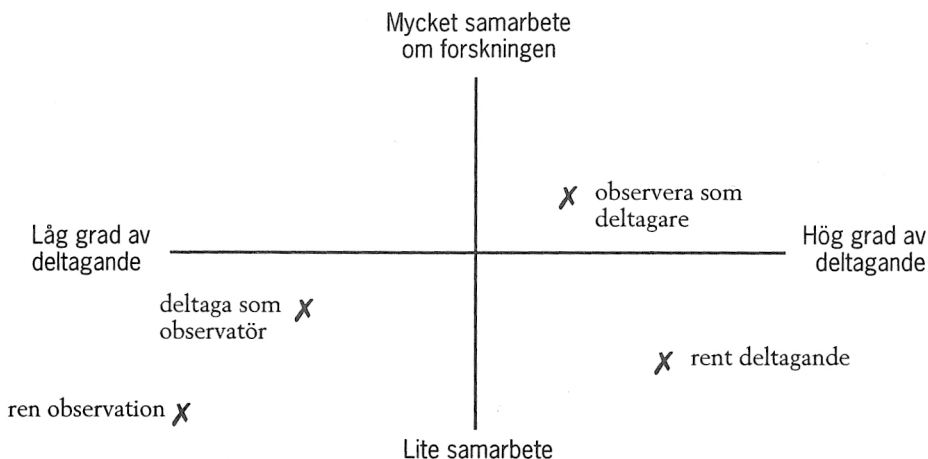 Mycket samarbete
om forskningen
observera som
deltagare
Låg grad av
deltagande
Hög grad av
deltagande
deltaga som
observatör
rent deltagande
ren observation
Lite samarbete